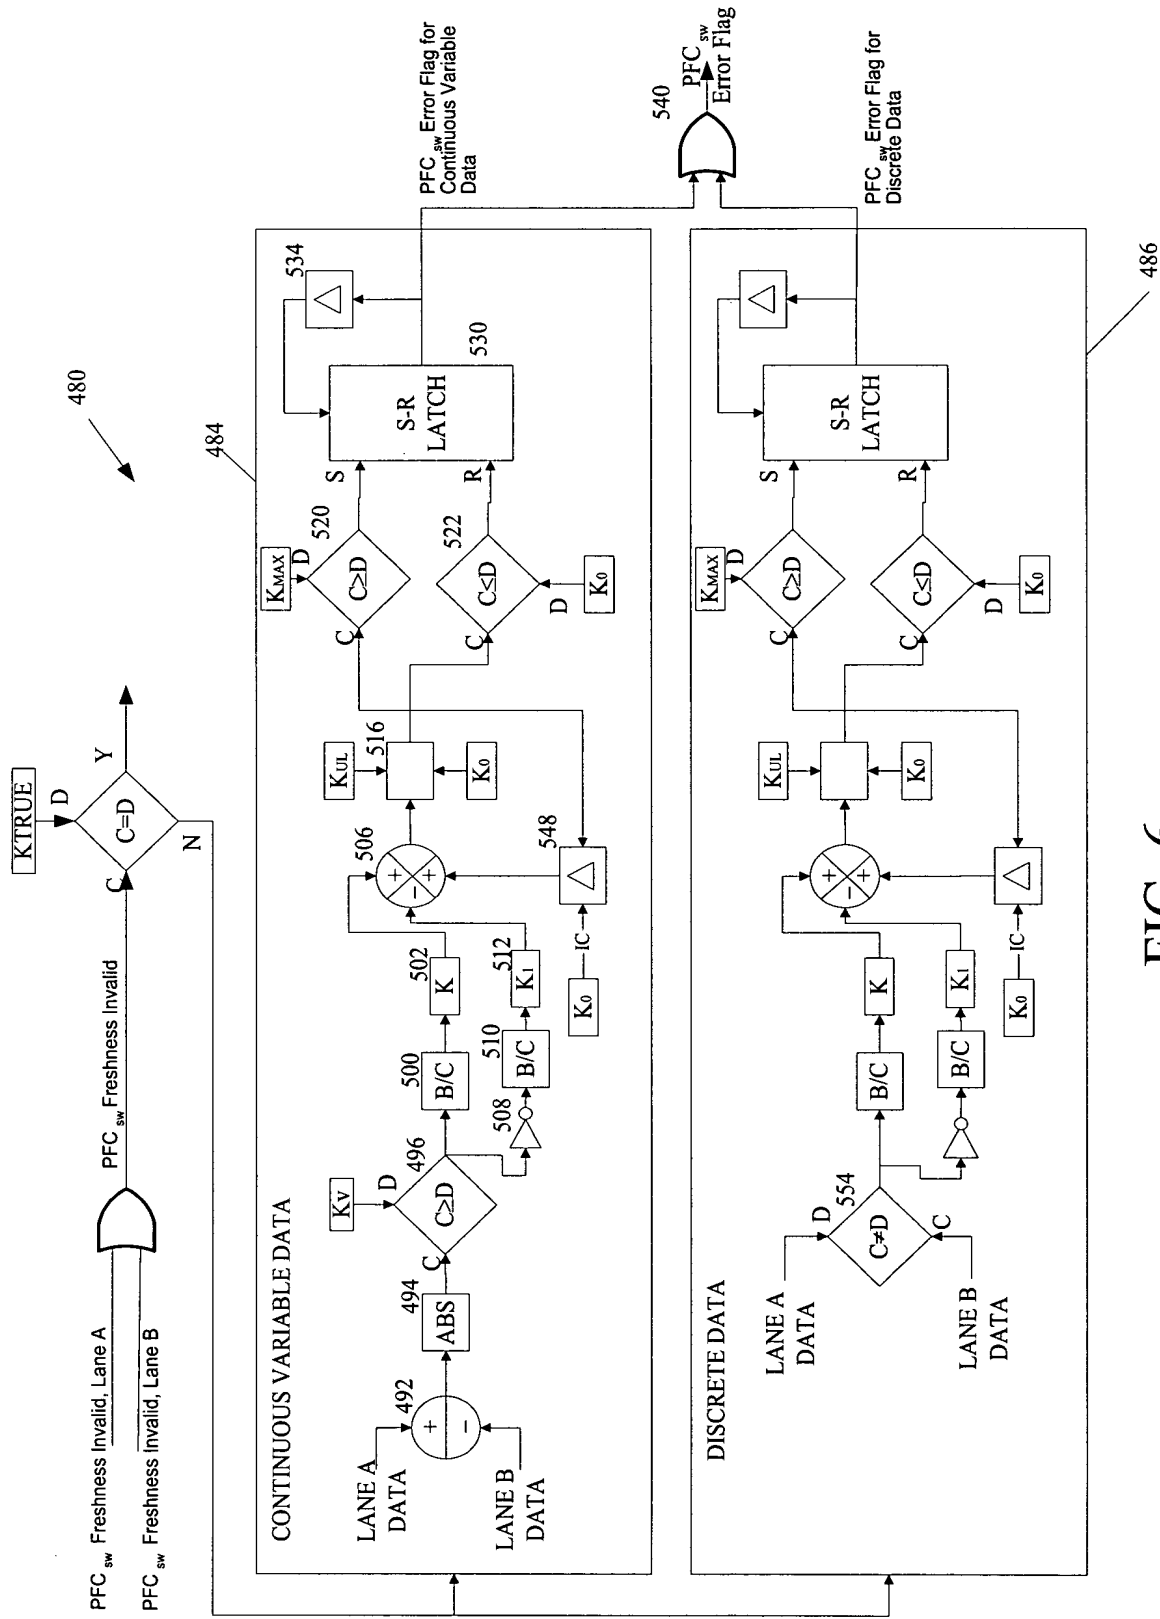 480
KTRUE
D
C=D
C
Y
N
PFC sw Freshness Invalid, Lane A
PFC sw Freshness Invalid, Lane B
PFC sw Freshness Invalid
484
CONTINUOUS VARIABLE DATA
LANE A
DATA
LANE B
DATA
492
+
−
494
ABS
C
KV
D
496
C≥D
500
B/C
502
K
508
510
B/C
512
K1
506
+
-
+
K0
IC
548
Δ
KUL
516
K0
KMAX
D
520
C≥D
C
S
522
C≤D
C
D
K0
R
S-R
LATCH
530
534
Δ
PFC sw Error Flag for
Continuous Variable
Data
486
DISCRETE DATA
LANE A
DATA
LANE B
DATA
D
554
C≠D
C
B/C
K
B/C
K1
+
-
+
K0
IC
Δ
KUL
K0
KMAX
D
C≥D
C
S
C≤D
C
D
K0
R
S-R
LATCH
Δ
PFC sw Error Flag for
Discrete Data
540
PFC sw
Error Flag
FIG. 6